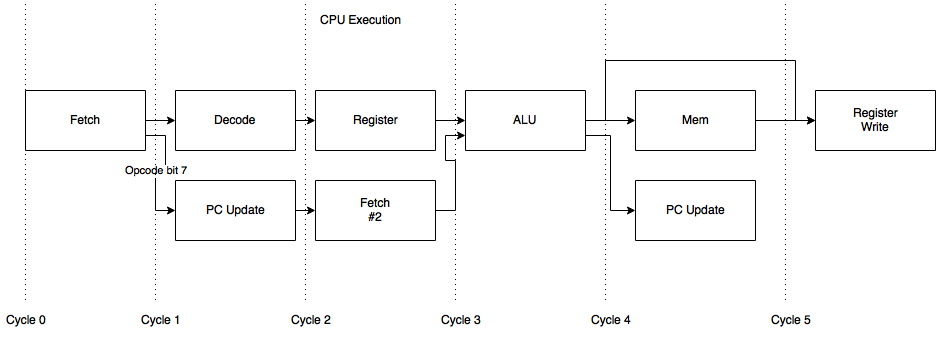 CPU Execution
Fetch
Decode
Register
ALU
Mem
Register
Write
Opcode bit 7
PC Update
Fetch
#2
PC Update
Cycle 0
Cycle 1
Cycle 2
Cycle 3
Cycle 4
Cycle 5